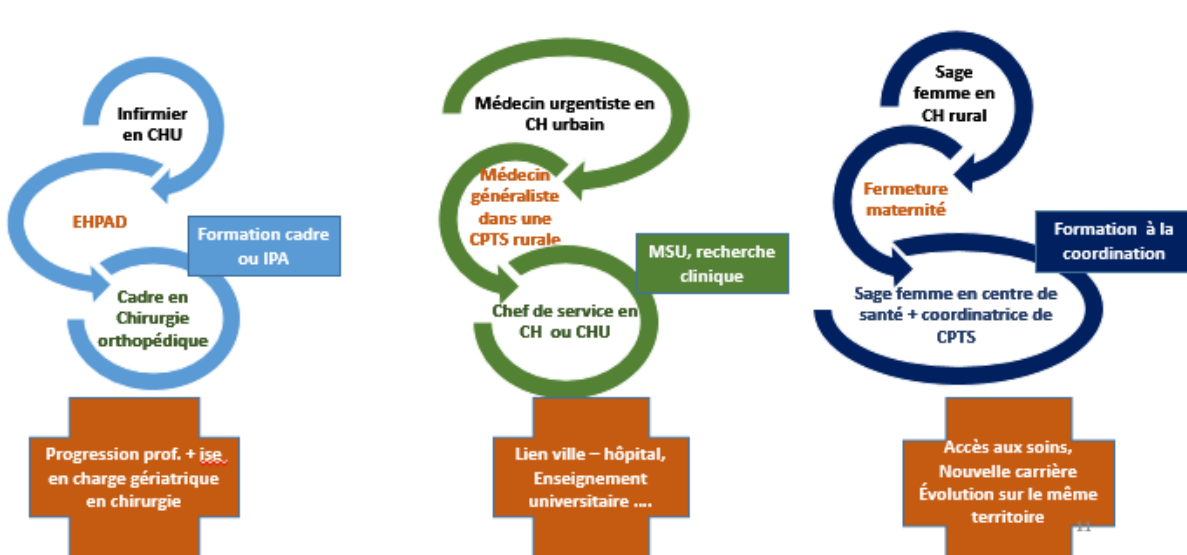 Infirmier
en CHU
EHPAD
Formation cadre
ou IPA
Cadre en
Chirurgie
orthopédique
Progression prof. + ise
en charge gériatrique
en chirurgie
Médecin urgentiste en
CH urbain
Médecin
généraliste
dans une
CPTS rurale
MSU, recherche
clinique
Chef de service en
CH ou CHU
Lien ville – hôpital,
Enseignement
universitaire ....
Sage
femme en
CH rural
Fermeture
maternité
Formation à la
coordination
Sage femme en centre de
santé + coordinatrice de
CPTS
Accès aux soins,
Nouvelle carrière
Évolution sur le même
territoire
11